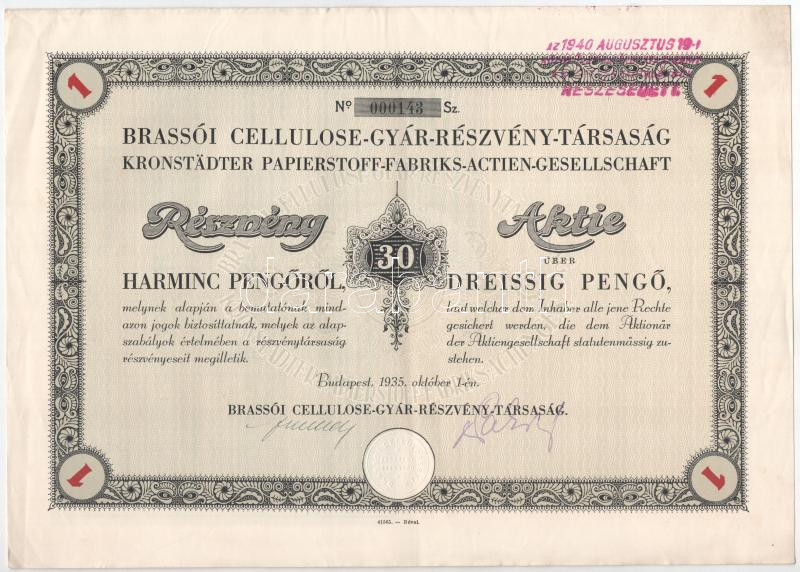 AZ 1940 AUGUSZTUS 19-I
RÉSZESEDETT.
1 1
Nº 000143 Sz.
BRASSÓI CELLULOSE-GYÁR-RÉSZVÉNY-TÁRSASÁG
KRONSTÄDTER PAPIERSTOFF-FABRIKS-ACTIEN-GESELLSCHAFT
Részvény
Aktie
ÜBER
30
HARMINC PENGŐRŐL,
melynek alapján a bemutatónak mind-
azon jogok biztosíttatnak, melyek az alap-
szabályok értelmében a részvénytársaság
részvényeseit megilletik.
DREISSIG PENGŐ,
laut welcher dem Inhaber alle jene Rechte
gesichert werden, die dem Aktionär
der Aktiengesellschaft statutenmässig zu-
stehen.
Budapest, 1935. október 1-én.
BRASSÓI CELLULOSE-GYÁR-RÉSZVÉNY-TÁRSASÁG.
1 1
41565. — Révai.